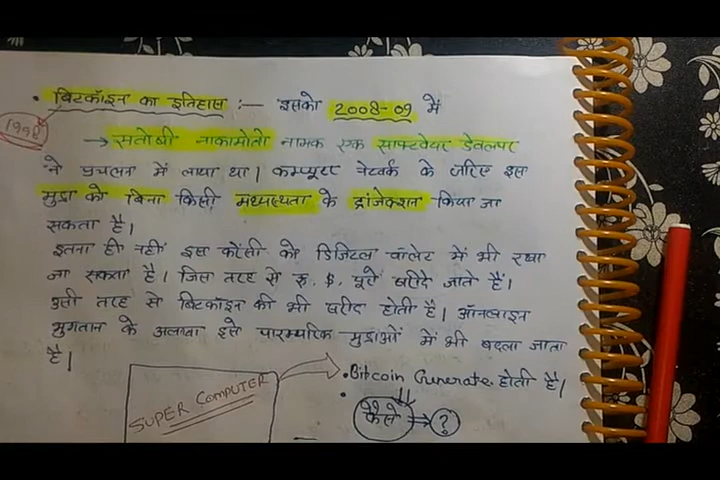 • बिटकॉइन का इतिहास :— इसको 2008-09 में
1998
→ सतोषी नाकामोतो नामक एक साफ्टवेयर डेवलपर
ने प्रचलन में लाया था। कम्प्यूटर नेटवर्क के जरिए इस
मुद्रा को बिना किसी मध्यस्थता के ट्रांजेक्शन किया जा
सकता है।
इतना ही नहीं इस करेंसी को डिजिटल वॉलेट में भी रखा
जा सकता है। जिस तरह से रु, $, यूरो खरीदे जाते हैं।
उसी तरह से बिटकॉइन की भी खरीद होती है। ऑनलाइन
भुगतान के अलावा इसे पारम्परिक मुद्राओं में भी बदला जाता
है।
SUPER COMPUTER
• Bitcoin Generate होती है।
• कैसे ⇒ ?